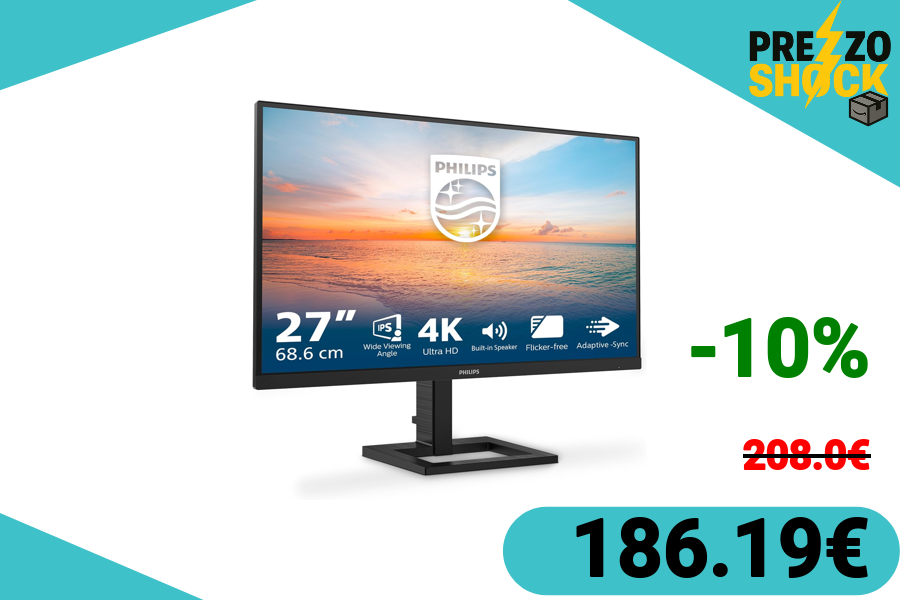 PREZZO
SHOCK
PHILIPS
27"
68.6 cm
IPS
Wide Viewing
Angle
4K
Ultra HD
Built-in Speaker
Flicker-free
Adaptive -Sync
PHILIPS
-10%
208.0€
186.19€